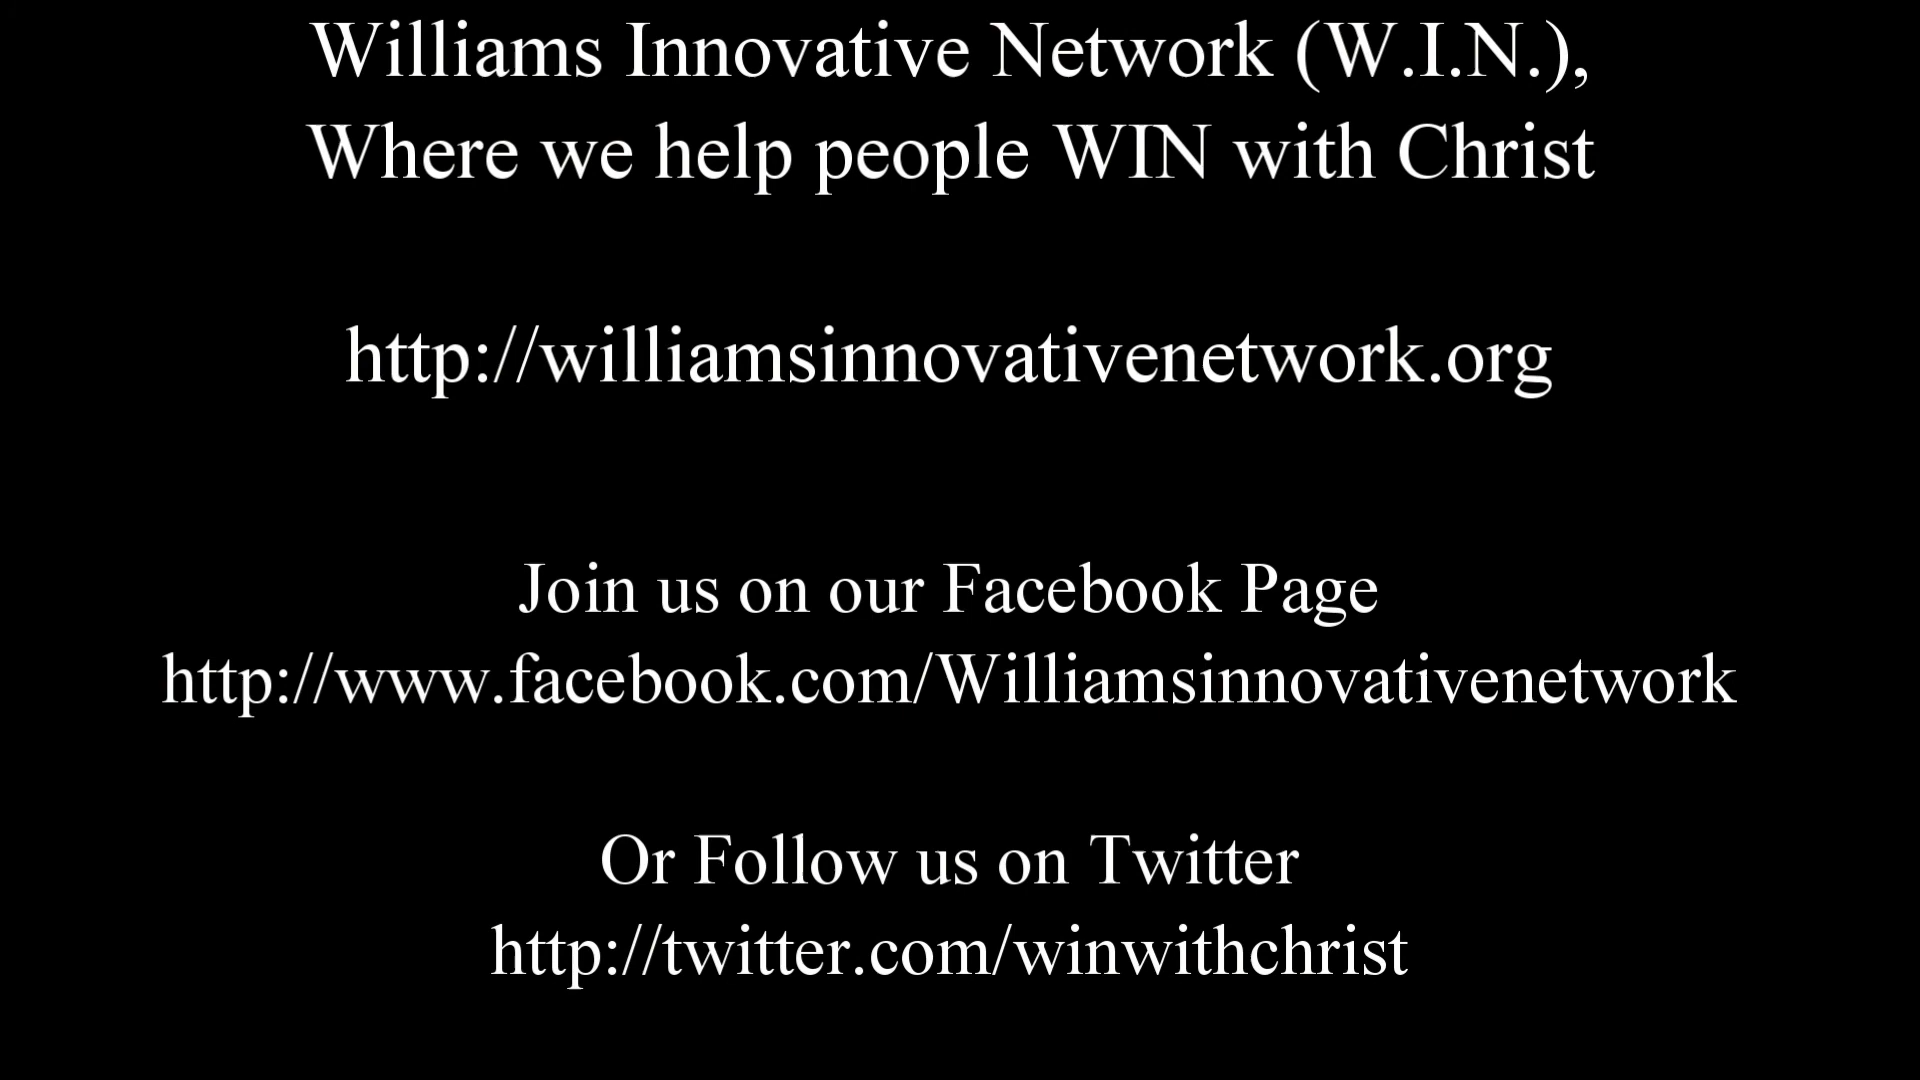 Williams Innovative Network (W.I.N.),
Where we help people WIN with Christ
http://williamsinnovativenetwork.org
Join us on our Facebook Page
http://www.facebook.com/Williamsinnovativenetwork
Or Follow us on Twitter
http://twitter.com/winwithchrist